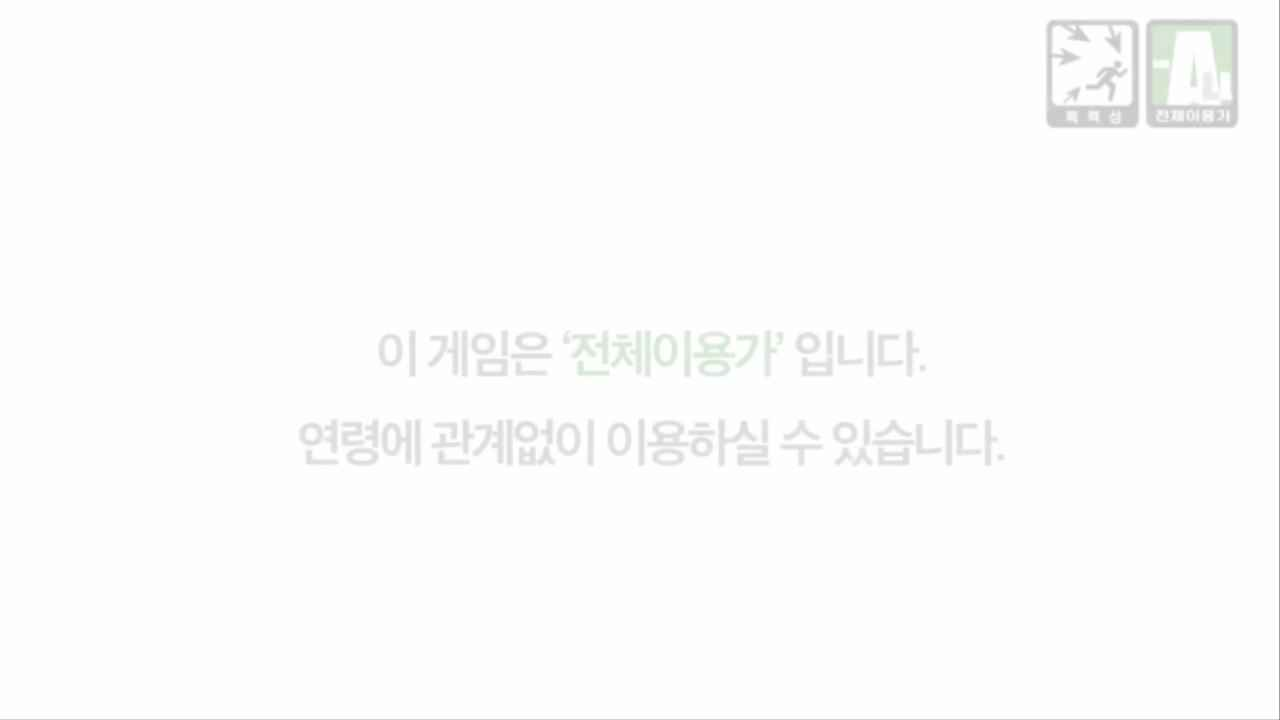 폭력성 전체이용가
이 게임은 ‘전체이용가’ 입니다.
연령에 관계없이 이용하실 수 있습니다.